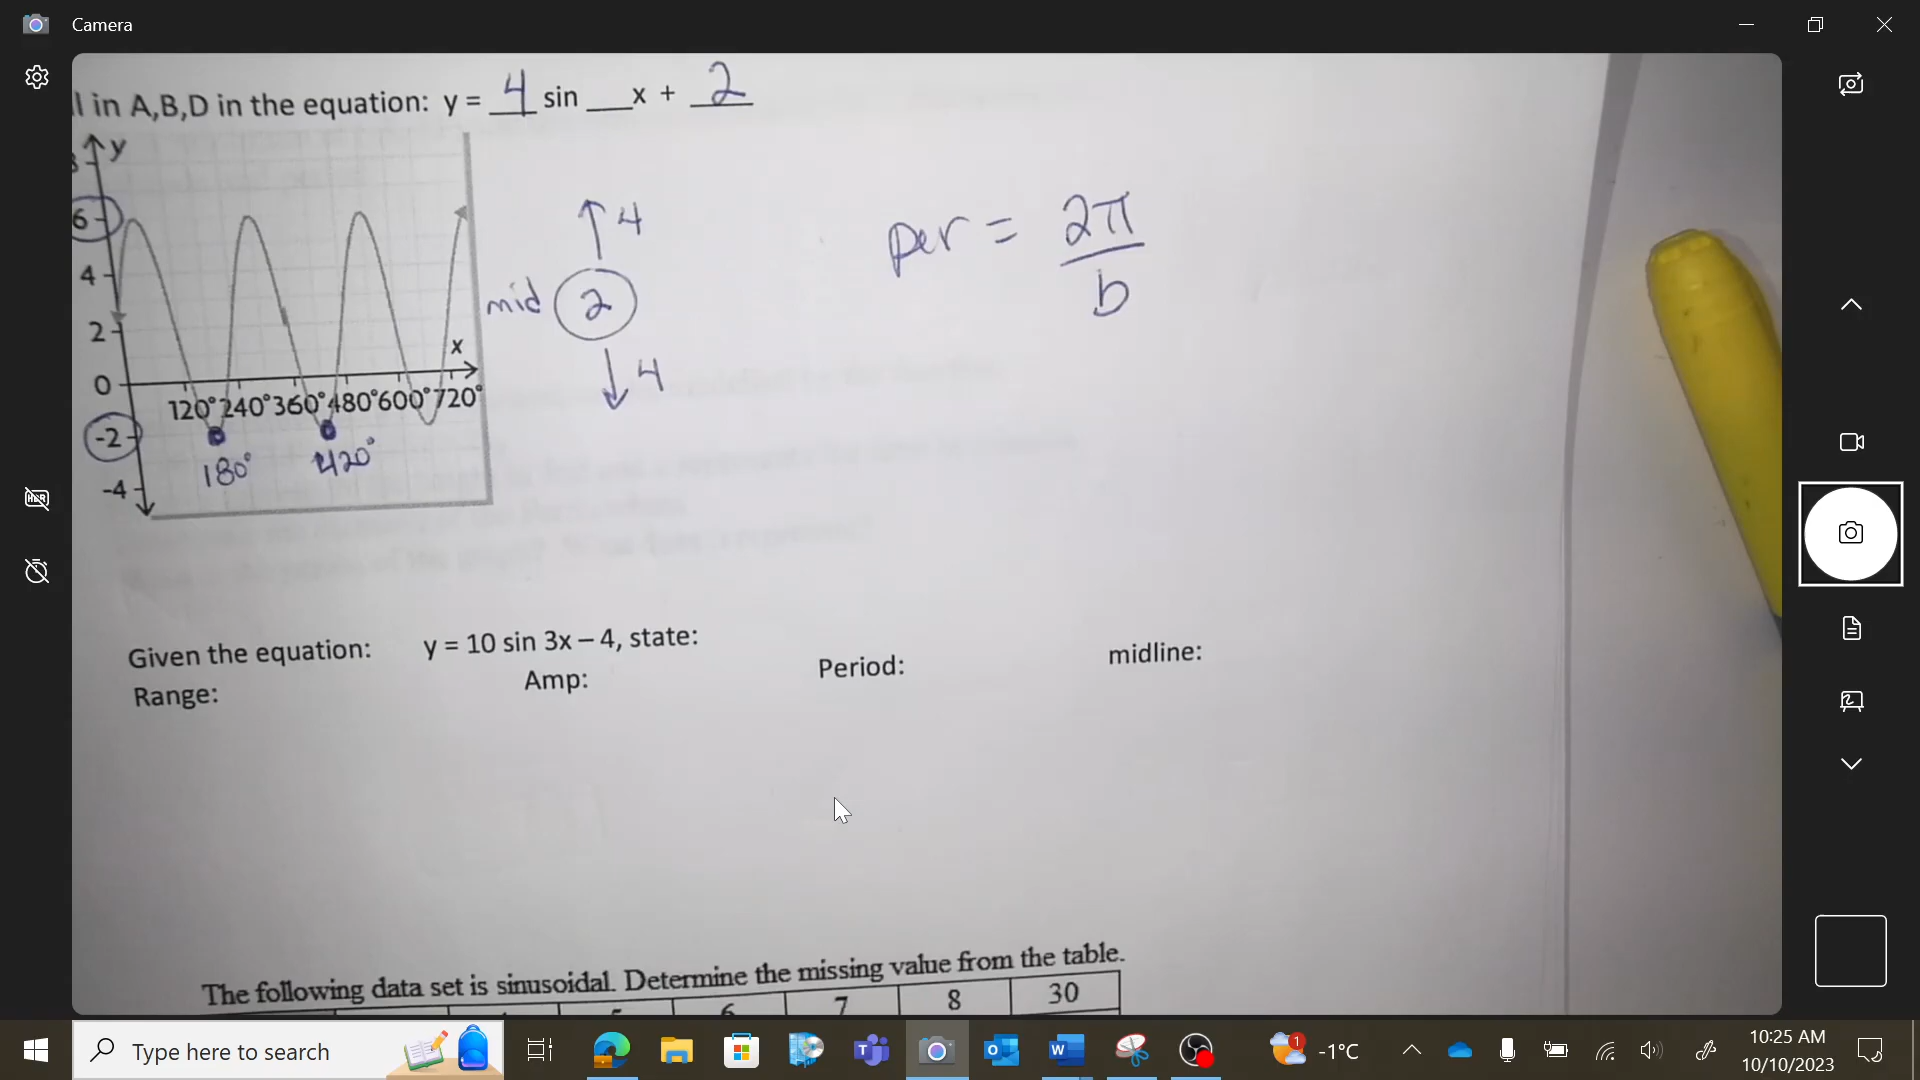 Camera
l in A,B,D in the equation: y = 4 sin ___x + 2
y
6
4
2
0
-2
-4
x
120° 240° 360° 480° 600° 720°
180° 420°
4
mid 2
4
per = 2π
b
Given the equation: y = 10 sin 3x – 4, state:
Range: Amp: Period: midline:
The following data set is sinusoidal. Determine the missing value from the table.
6 7 8 30
Type here to search
1 -1°C
10:25 AM
10/10/2023